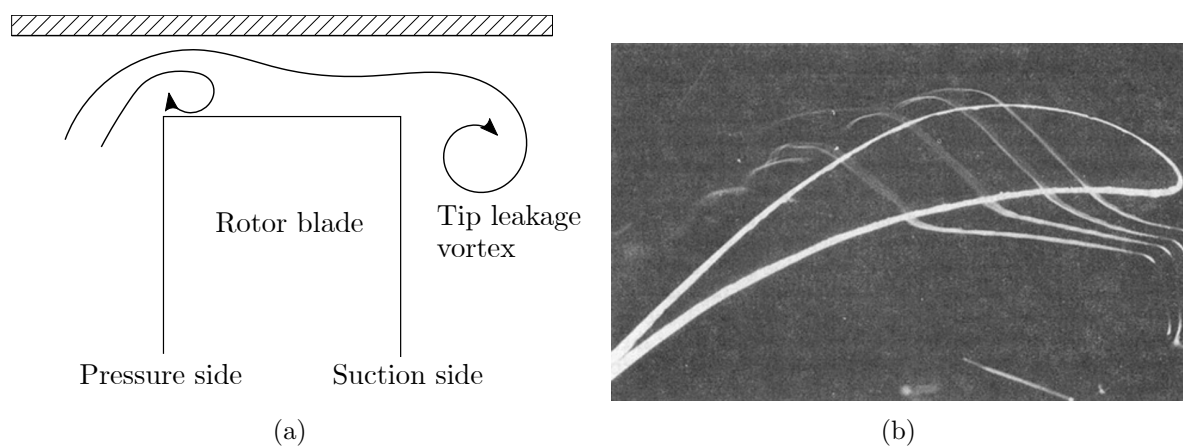 Rotor blade
Tip leakage
vortex
Pressure side
Suction side
(a)
(b)